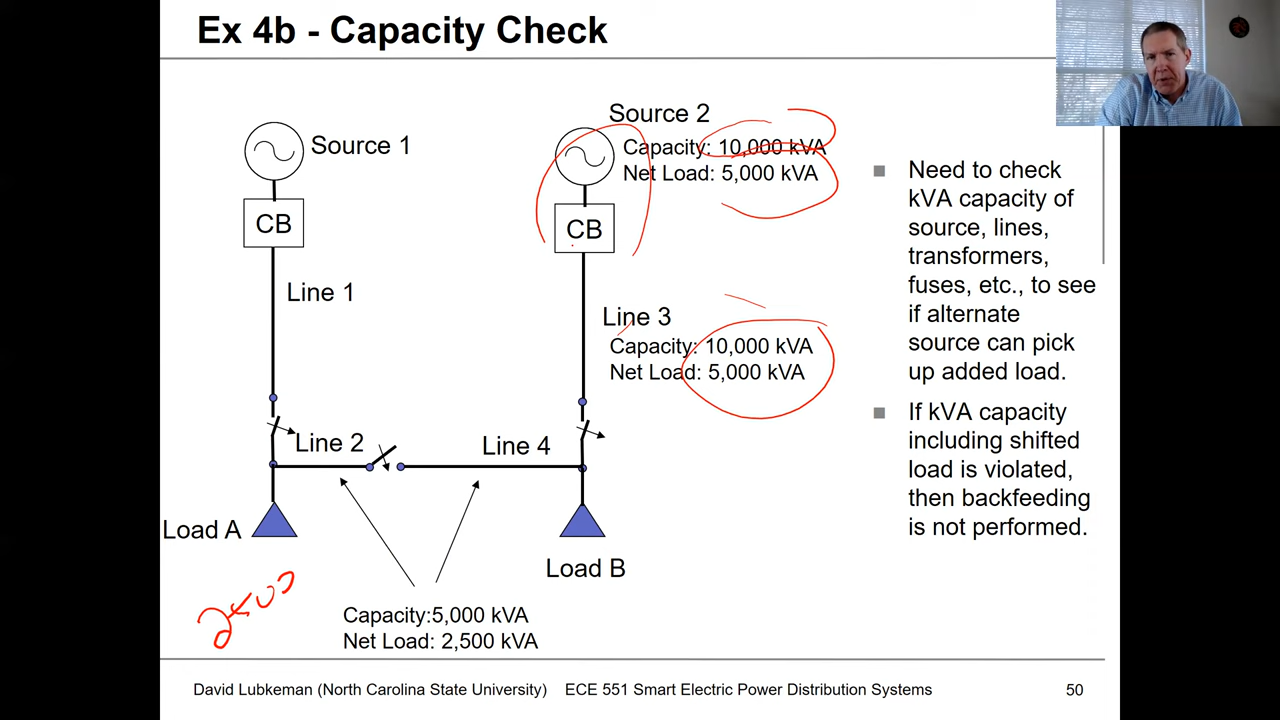 Ex 4b - Capacity Check
Source 1
CB
Line 1
Source 2
Capacity: 10,000 kVA
Net Load: 5,000 kVA
CB
Line 3
Capacity: 10,000 kVA
Net Load: 5,000 kVA
Line 2
Line 4
Load A
Load B
2500
Capacity:5,000 kVA
Net Load: 2,500 kVA
Need to check
kVA capacity of
source, lines,
transformers,
fuses, etc., to see
if alternate
source can pick
up added load.
If kVA capacity
including shifted
load is violated,
then backfeeding
is not performed.
David Lubkeman (North Carolina State University)
ECE 551 Smart Electric Power Distribution Systems
50